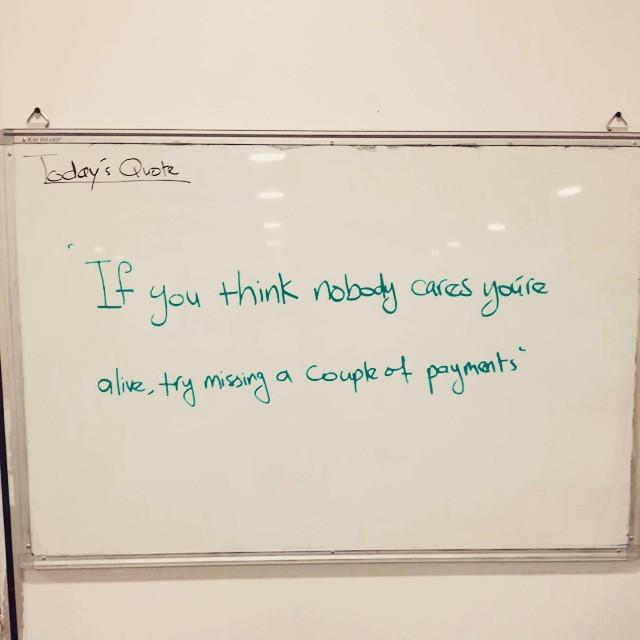 Today's Quote
"If you think nobody cares you're
alive, try missing a couple of payments"